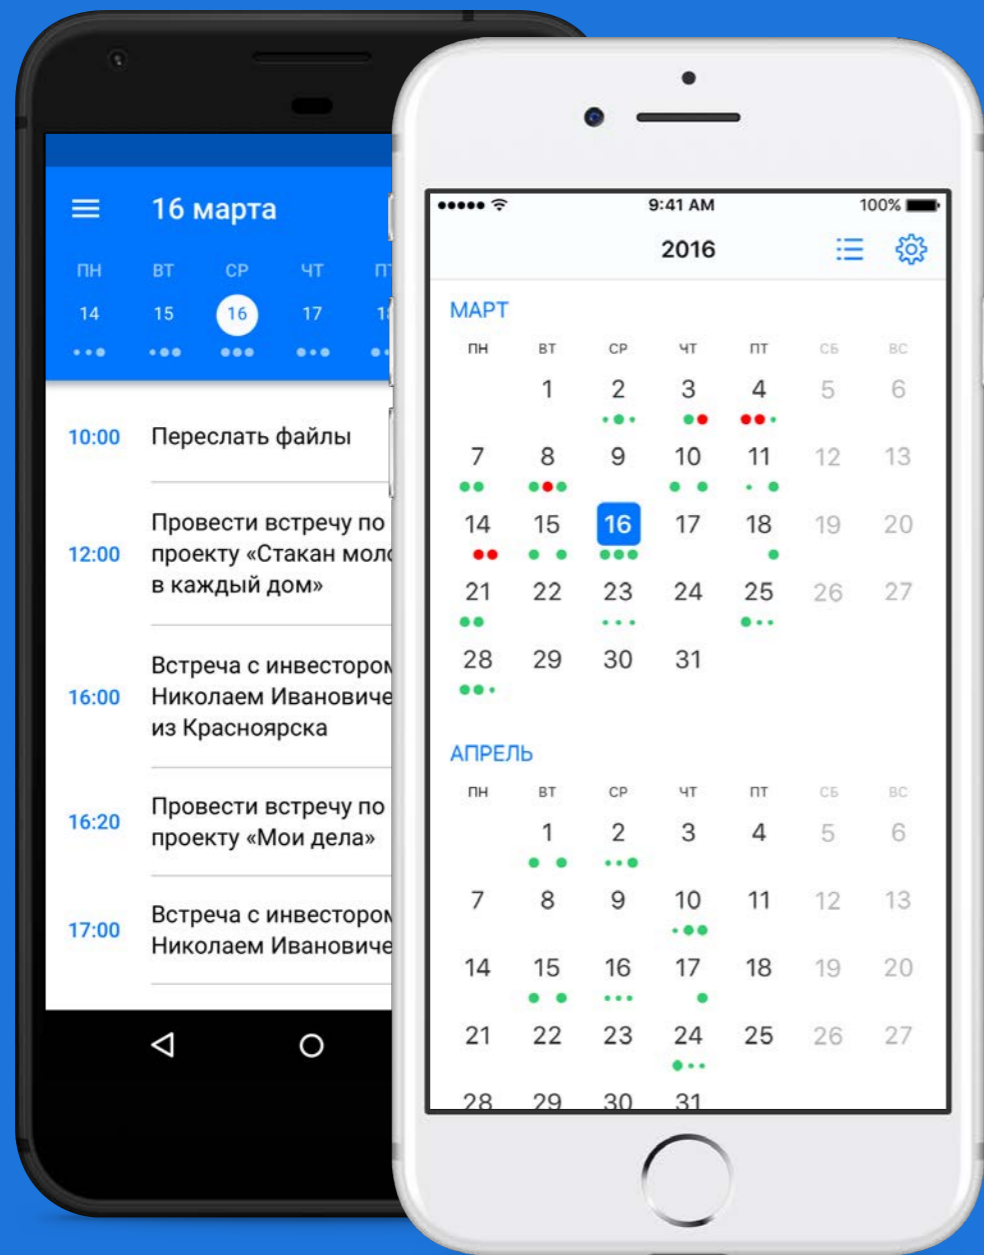 16 марта
ПН ВТ СР ЧТ
14 15 16 17
10:00 Переслать файлы
Провести встречу по
12:00 проекту «Стакан
в каждый дом»
Встреча с
16:00 Николаем
из Красноярска
Провести встречу по
16:20 проекту «Мои дела»
Встреча с
17:00 Николаем
9:41 AM 100%
2016
МАРТ
ПН ВТ СР ЧТ ПТ СБ ВС
1 2 3 4 5 6
7 8 9 10 11 12 13
14 15 16 17 18 19 20
21 22 23 24 25 26 27
28 29 30 31
АПРЕЛЬ
ПН ВТ СР ЧТ ПТ СБ ВС
1 2 3 4 5 6
7 8 9 10 11 12 13
14 15 16 17 18 19 20
21 22 23 24 25 26 27
28 29 30 31